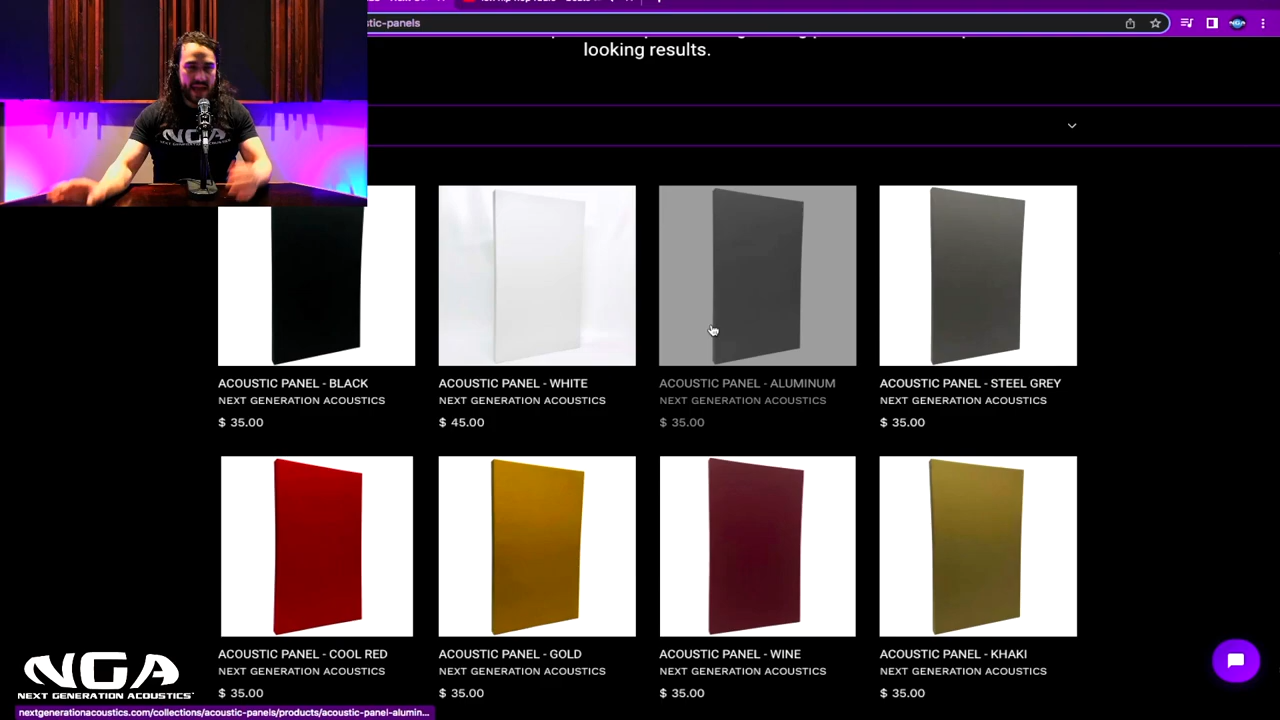 stic-panels
looking results.
NGA
ACOUSTIC PANEL - BLACK
NEXT GENERATION ACOUSTICS
$ 35.00
ACOUSTIC PANEL - WHITE
NEXT GENERATION ACOUSTICS
$ 45.00
ACOUSTIC PANEL - ALUMINUM
NEXT GENERATION ACOUSTICS
$ 35.00
ACOUSTIC PANEL - STEEL GREY
NEXT GENERATION ACOUSTICS
$ 35.00
ACOUSTIC PANEL - COOL RED
NEXT GENERATION ACOUSTICS
$ 35.00
ACOUSTIC PANEL - GOLD
NEXT GENERATION ACOUSTICS
$ 35.00
ACOUSTIC PANEL - WINE
NEXT GENERATION ACOUSTICS
$ 35.00
ACOUSTIC PANEL - KHAKI
NEXT GENERATION ACOUSTICS
$ 35.00
NGA
NEXT GENERATION ACOUSTICS
nextgenerationacoustics.com/collections/acoustic-panels/products/acoustic-panel-alumin...